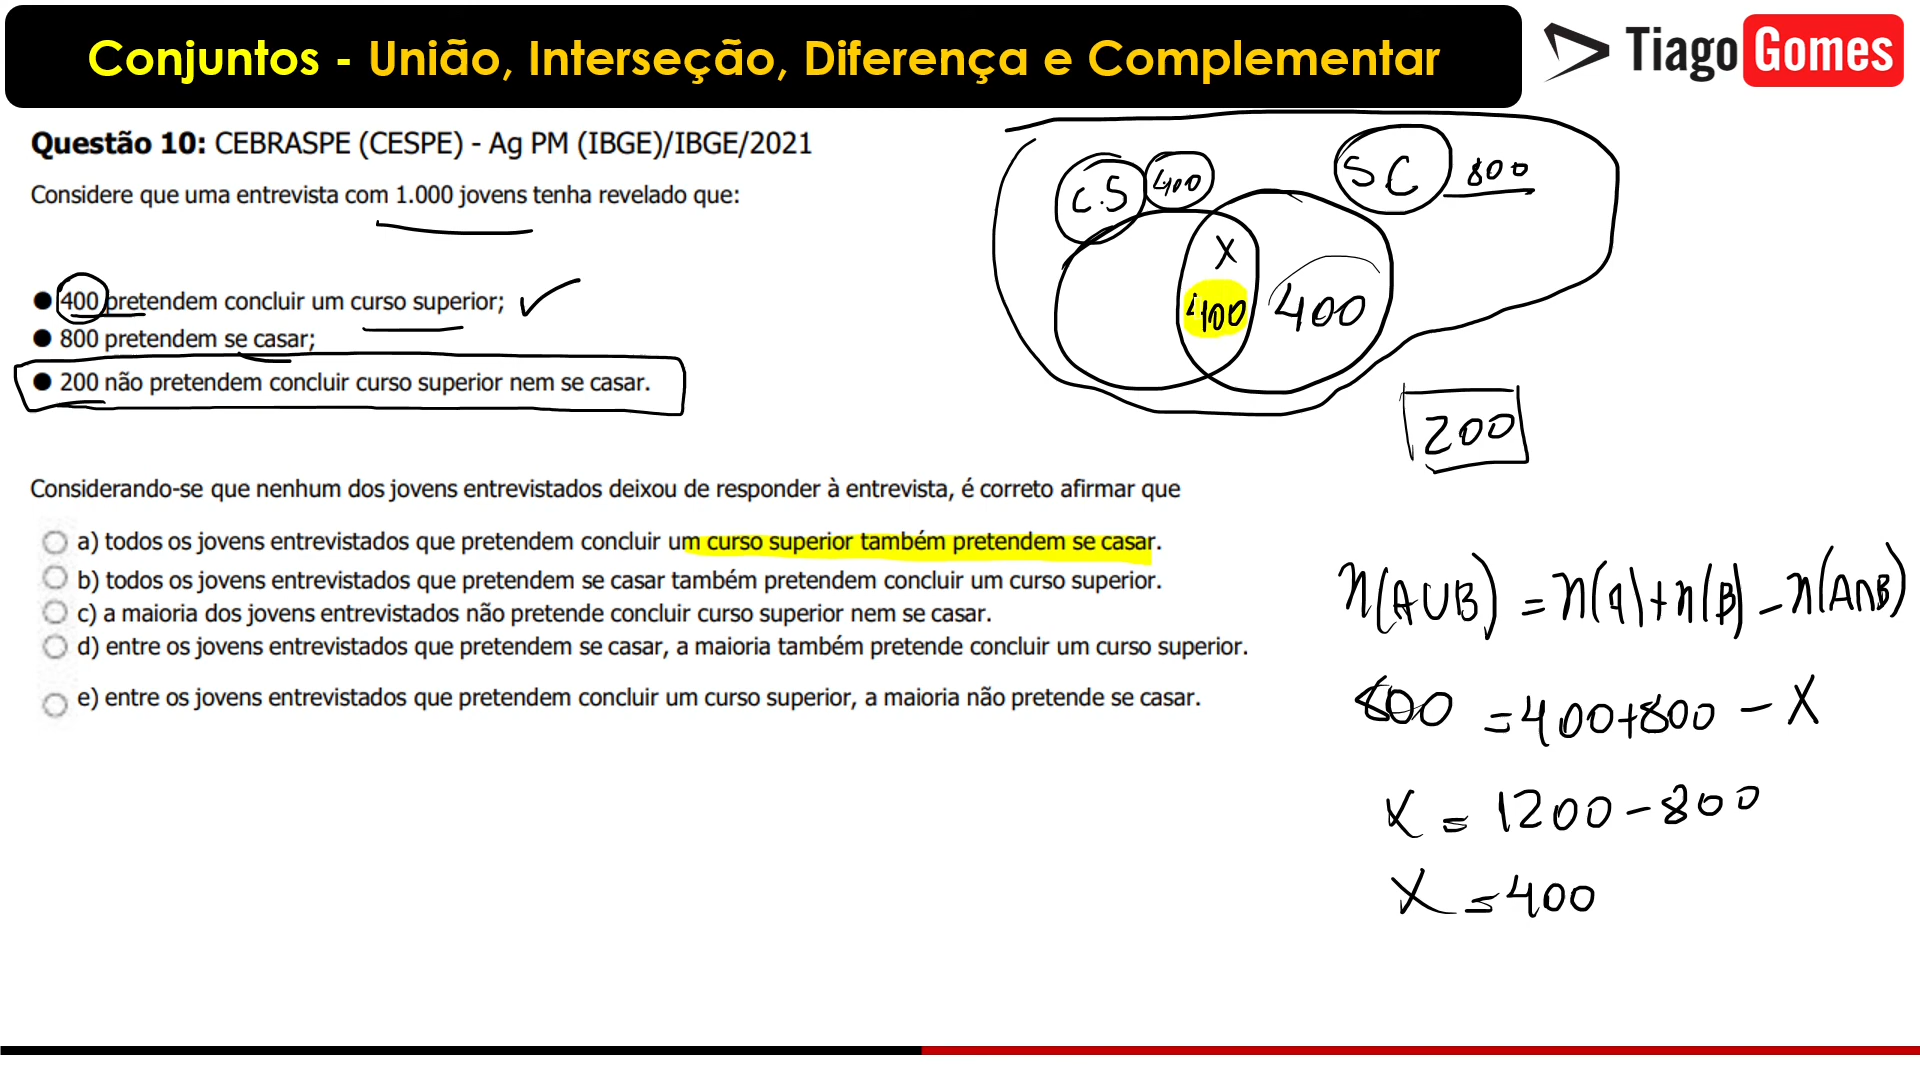 Conjuntos - União, Interseção, Diferença e Complementar
Tiago Gomes
Questão 10: CEBRASPE (CESPE) - Ag PM (IBGE)/IBGE/2021
Considere que uma entrevista com 1.000 jovens tenha revelado que:
● 400 pretendem concluir um curso superior;
● 800 pretendem se casar;
● 200 não pretendem concluir curso superior nem se casar.
C.S 400
SC 800
X
400 400
200
Considerando-se que nenhum dos jovens entrevistados deixou de responder à entrevista, é correto afirmar que
a) todos os jovens entrevistados que pretendem concluir um curso superior também pretendem se casar.
b) todos os jovens entrevistados que pretendem se casar também pretendem concluir um curso superior.
c) a maioria dos jovens entrevistados não pretende concluir curso superior nem se casar.
d) entre os jovens entrevistados que pretendem se casar, a maioria também pretende concluir um curso superior.
e) entre os jovens entrevistados que pretendem concluir um curso superior, a maioria não pretende se casar.
n(A∪B) = n(A)+n(B)-n(A∩B)
800 = 400+800 - X
X = 1200-800
X = 400